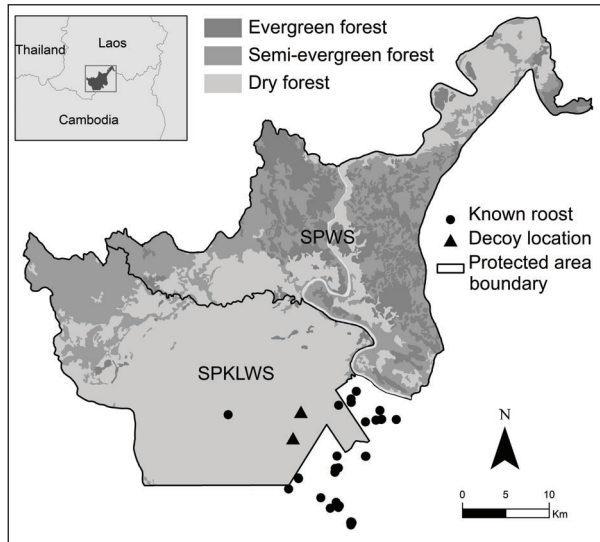 Thailand
Laos
Cambodia
Evergreen forest
Semi-evergreen forest
Dry forest
SPWS
Known roost
Decoy location
Protected area
boundary
SPKLWS
N
0 5 10
Km